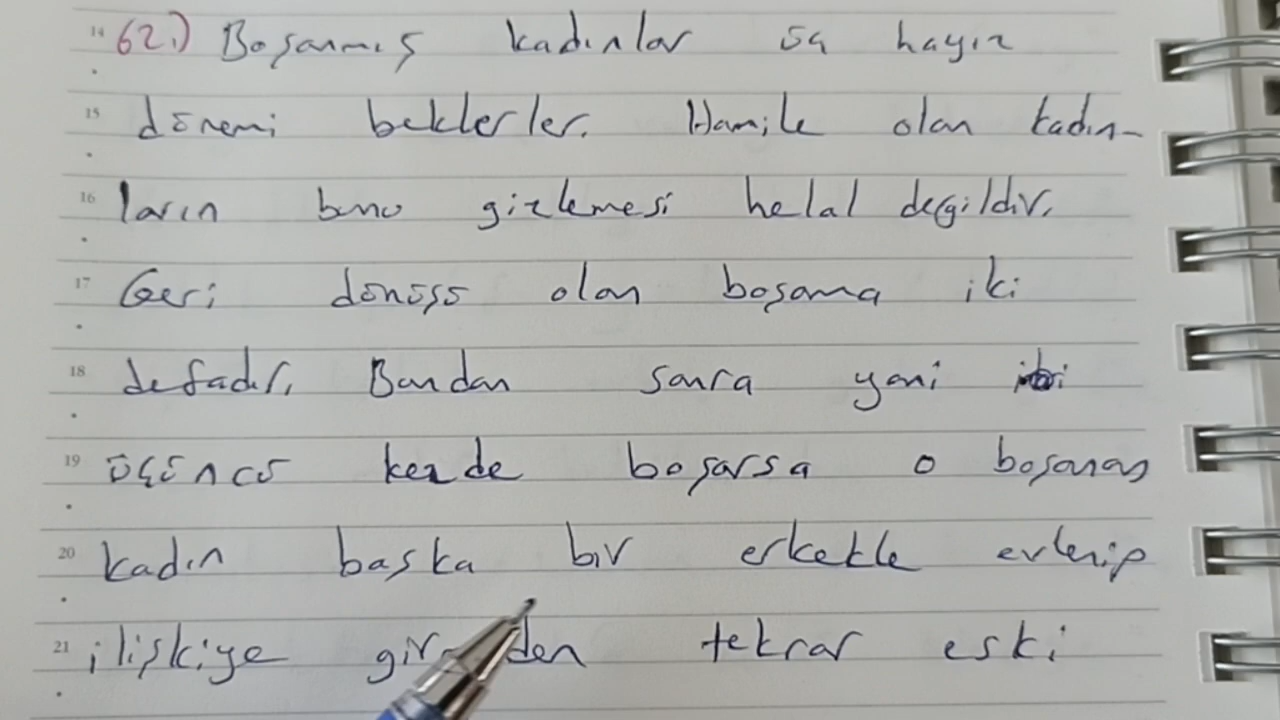 14 62.) Boşanmış kadınlar üç hayız
15 dönemi beklerler. Hamile olan kadın-
16 ların bunu gizlemesi helal değildir.
17 Geri dönüşü olan boşama iki
18 defadır. Bundan sonra yani
19 üçüncü kezde boşarsa o boşanan
20 kadın başka bir erkekle evlenip
21 ilişkiye den tekrar eski